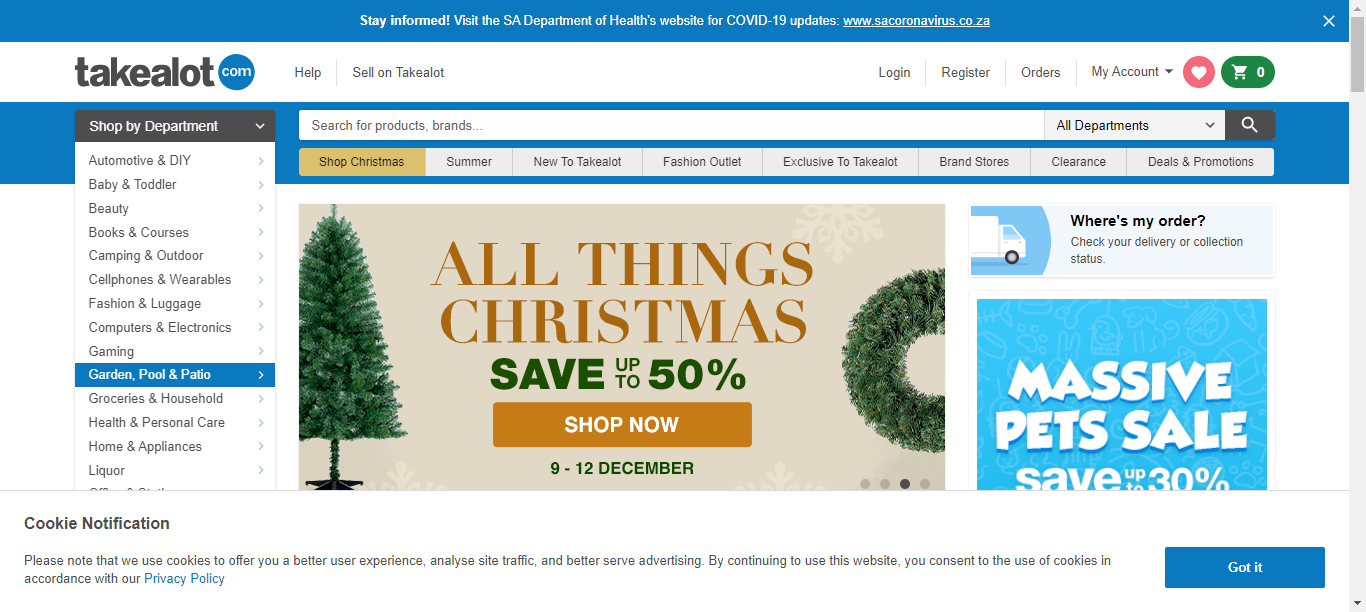 Stay informed! Visit the SA Department of Health's website for COVID-19 updates: www.sacoronavirus.co.za
takealot com
Help
Sell on Takealot
Login
Register
Orders
My Account
0
Shop by Department
Search for products, brands...
All Departments
Shop Christmas
Summer
New To Takealot
Fashion Outlet
Exclusive To Takealot
Brand Stores
Clearance
Deals & Promotions
Automotive & DIY
Baby & Toddler
Beauty
Books & Courses
Camping & Outdoor
Cellphones & Wearables
Fashion & Luggage
Computers & Electronics
Gaming
Garden, Pool & Patio
Groceries & Household
Health & Personal Care
Home & Appliances
Liquor
ALL THINGS
CHRISTMAS
SAVE UP TO 50%
SHOP NOW
9 - 12 DECEMBER
Where's my order?
Check your delivery or collection
status.
MASSIVE
PETS SALE
save up to 30%
Cookie Notification
Please note that we use cookies to offer you a better user experience, analyse site traffic, and better serve advertising. By continuing to use this website, you consent to the use of cookies in
accordance with our Privacy Policy
Got it